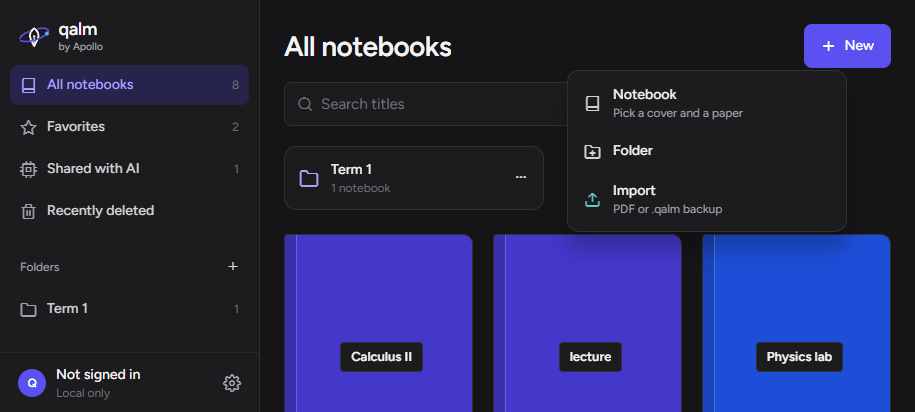 qalm
by Apollo
All notebooks 8
Favorites 2
Shared with AI 1
Recently deleted
Folders +
Term 1 1
Q Not signed in
Local only
All notebooks
+ New
Search titles
Notebook
Pick a cover and a paper
Folder
Import
PDF or .qalm backup
Term 1 ...
1 notebook
Calculus II
lecture
Physics lab